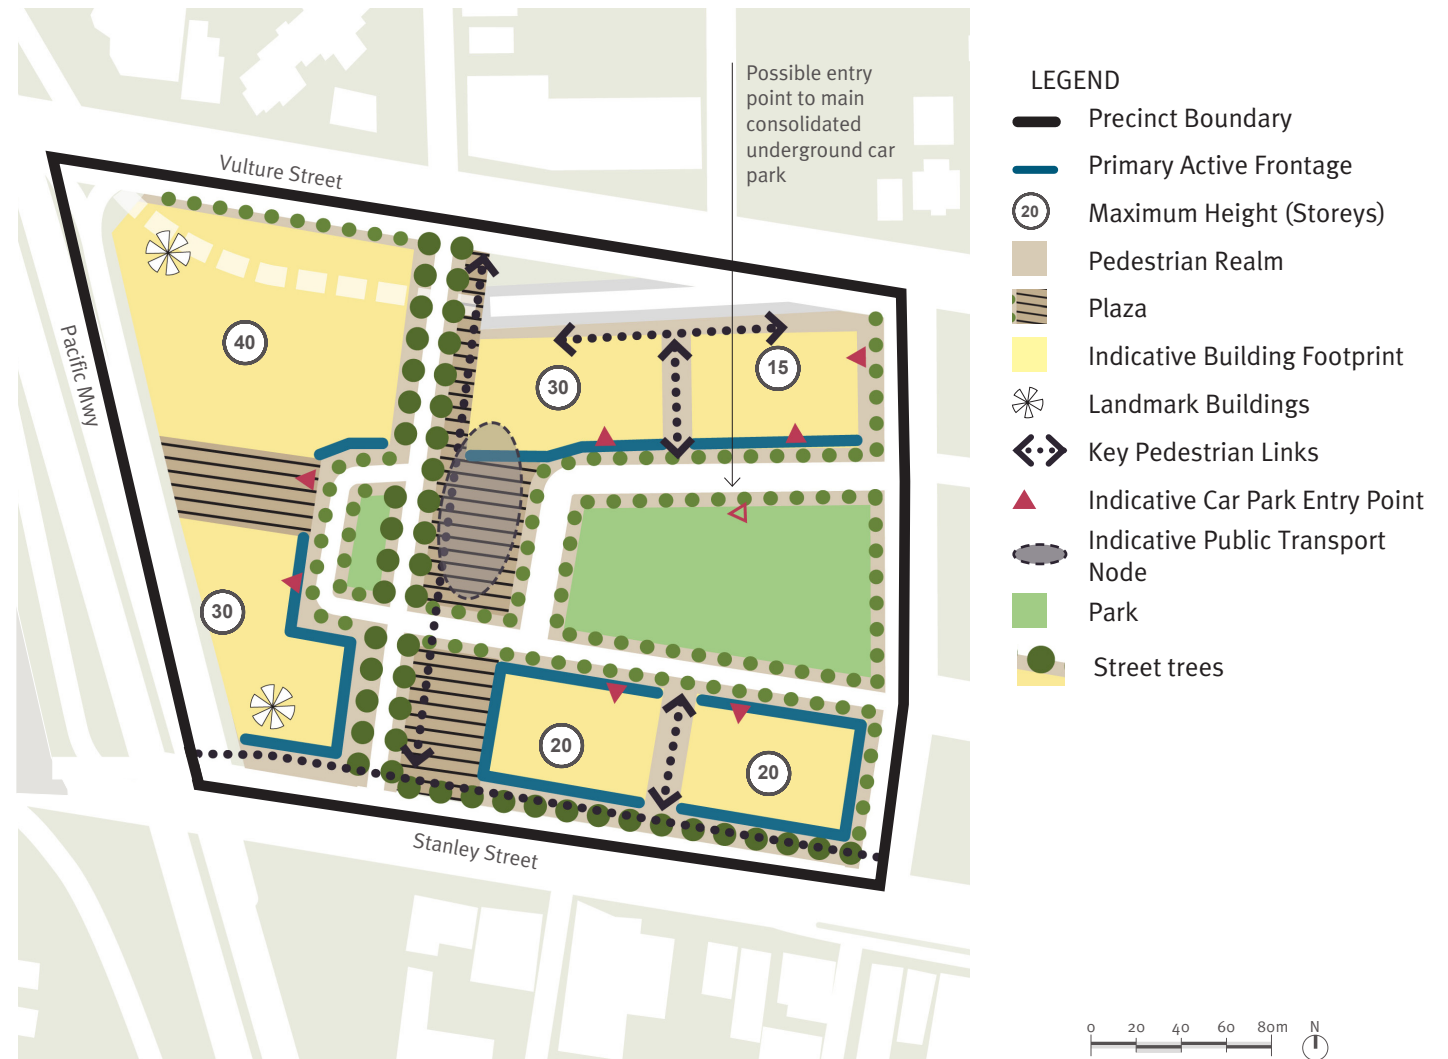 Possible entry
point to main
consolidated
underground car
park
Vulture Street
Pacific Mwy
40
30
15
30
20
20
Stanley Street
LEGEND
Precinct Boundary
Primary Active Frontage
20
Maximum Height (Storeys)
Pedestrian Realm
Plaza
Indicative Building Footprint
Landmark Buildings
Key Pedestrian Links
Indicative Car Park Entry Point
Indicative Public Transport
Node
Park
Street trees
0 20 40 60 80m N